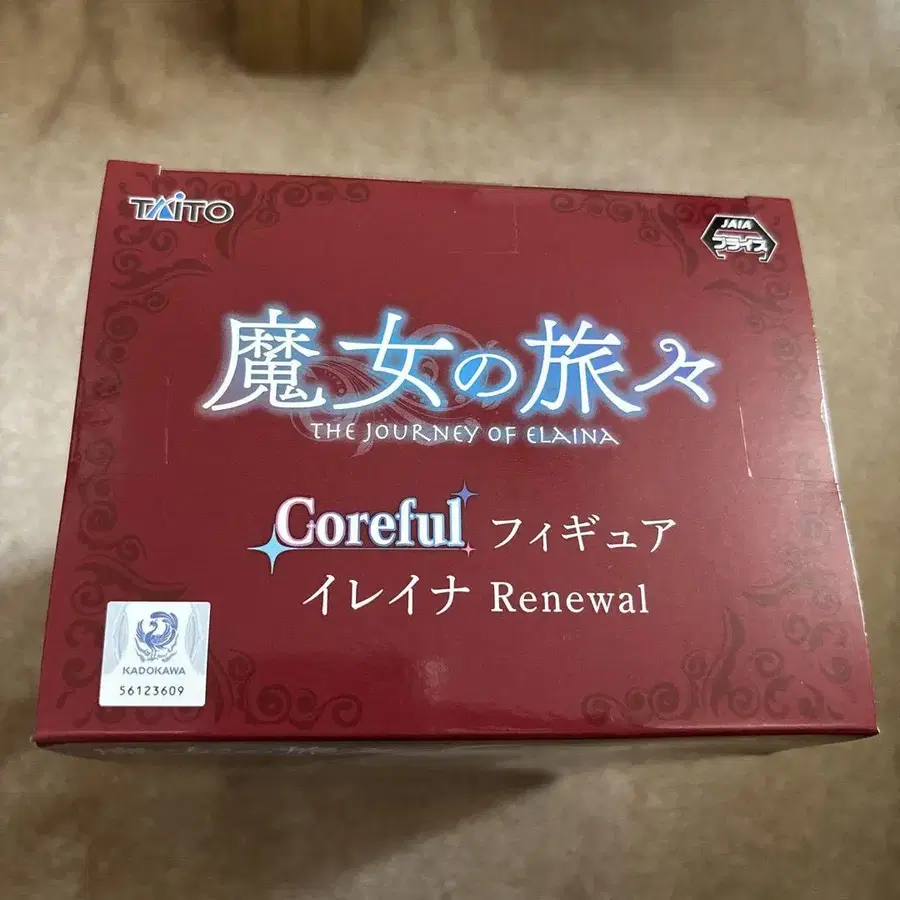 TAITO
JAIA
プライズ
魔女の旅々
THE JOURNEY OF ELAINA
Coreful フィギュア
イレイナ Renewal
KADOKAWA
56123609